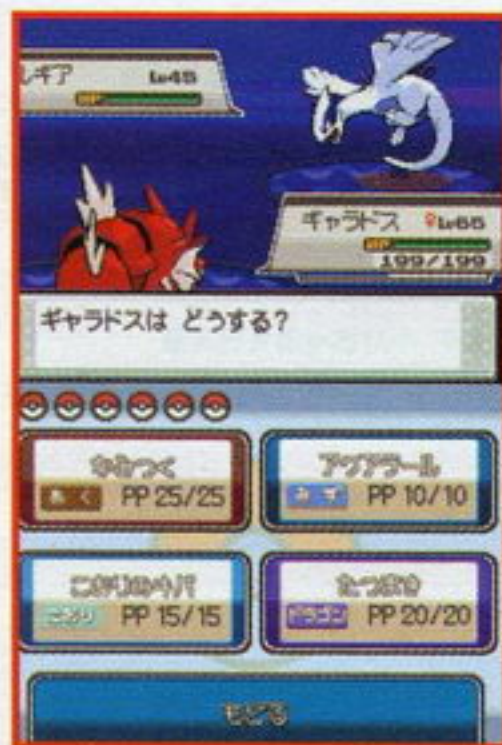 ルギア Lv45
HP
ギャラドス ♀Lv55
HP
199/199
ギャラドスは どうする?
かみつく
あく PP 25/25
アクアテール
みず PP 10/10
こおりのキバ
こおり PP 15/15
たつまき
ドラゴン PP 20/20
もどる